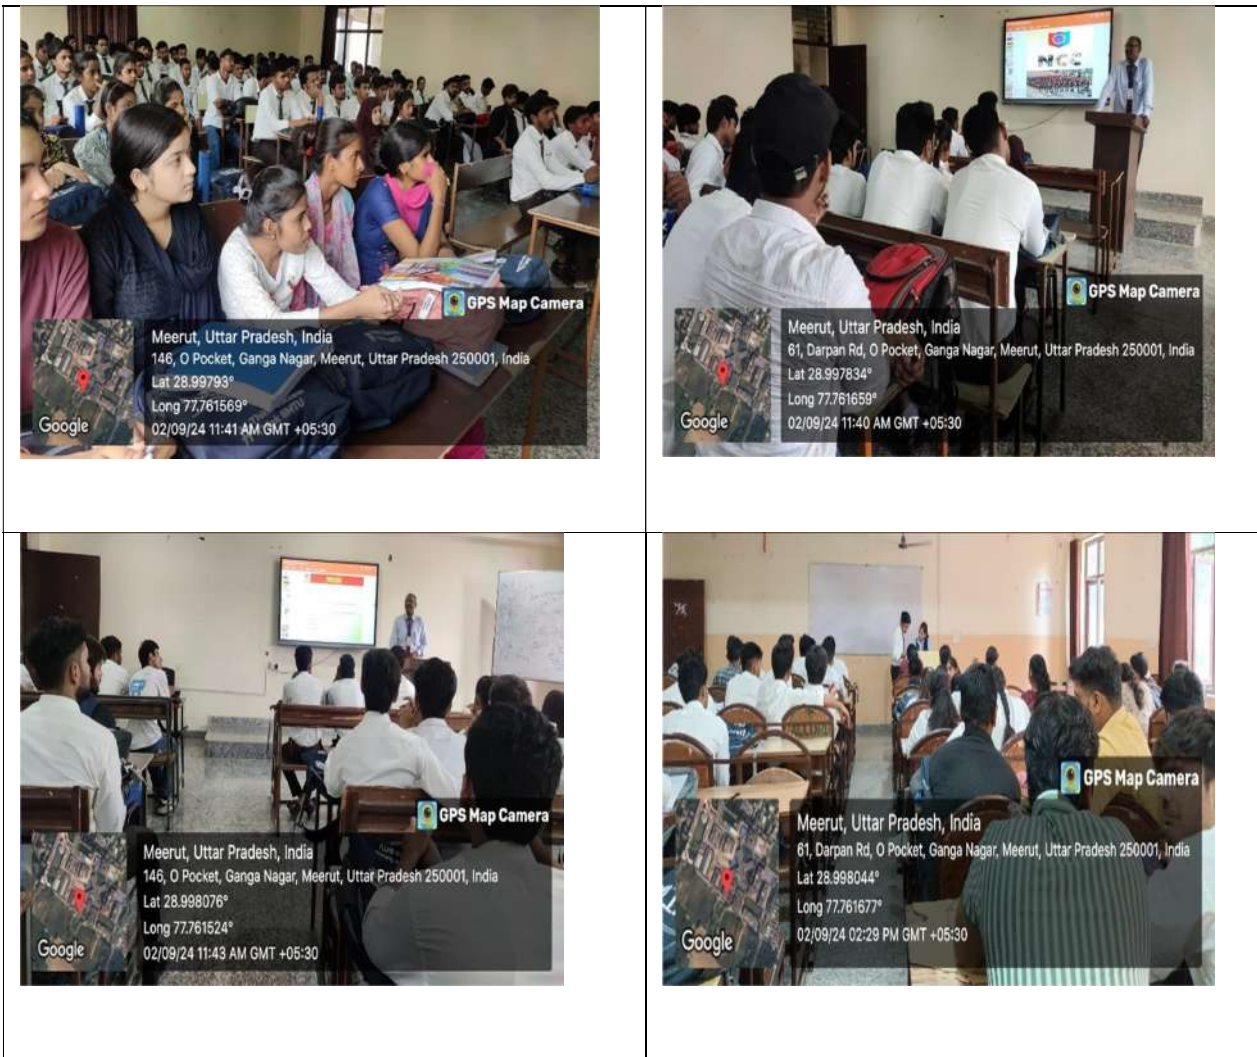 GPS Map Camera
Meerut, Uttar Pradesh, India
146, O Pocket, Ganga Nagar, Meerut, Uttar Pradesh 250001, India
Lat 28.99793°
Long 77.761569°
02/09/24 11:41 AM GMT +05:30
Google
NCC
GPS Map Camera
Meerut, Uttar Pradesh, India
61, Darpan Rd, O Pocket, Ganga Nagar, Meerut, Uttar Pradesh 250001, India
Lat 28.997834°
Long 77.761659°
02/09/24 11:40 AM GMT +05:30
Google
GPS Map Camera
Meerut, Uttar Pradesh, India
146, O Pocket, Ganga Nagar, Meerut, Uttar Pradesh 250001, India
Lat 28.998076°
Long 77.761524°
02/09/24 11:43 AM GMT +05:30
Google
GPS Map Camera
Meerut, Uttar Pradesh, India
61, Darpan Rd, O Pocket, Ganga Nagar, Meerut, Uttar Pradesh 250001, India
Lat 28.998044°
Long 77.761677°
02/09/24 02:29 PM GMT +05:30
Google